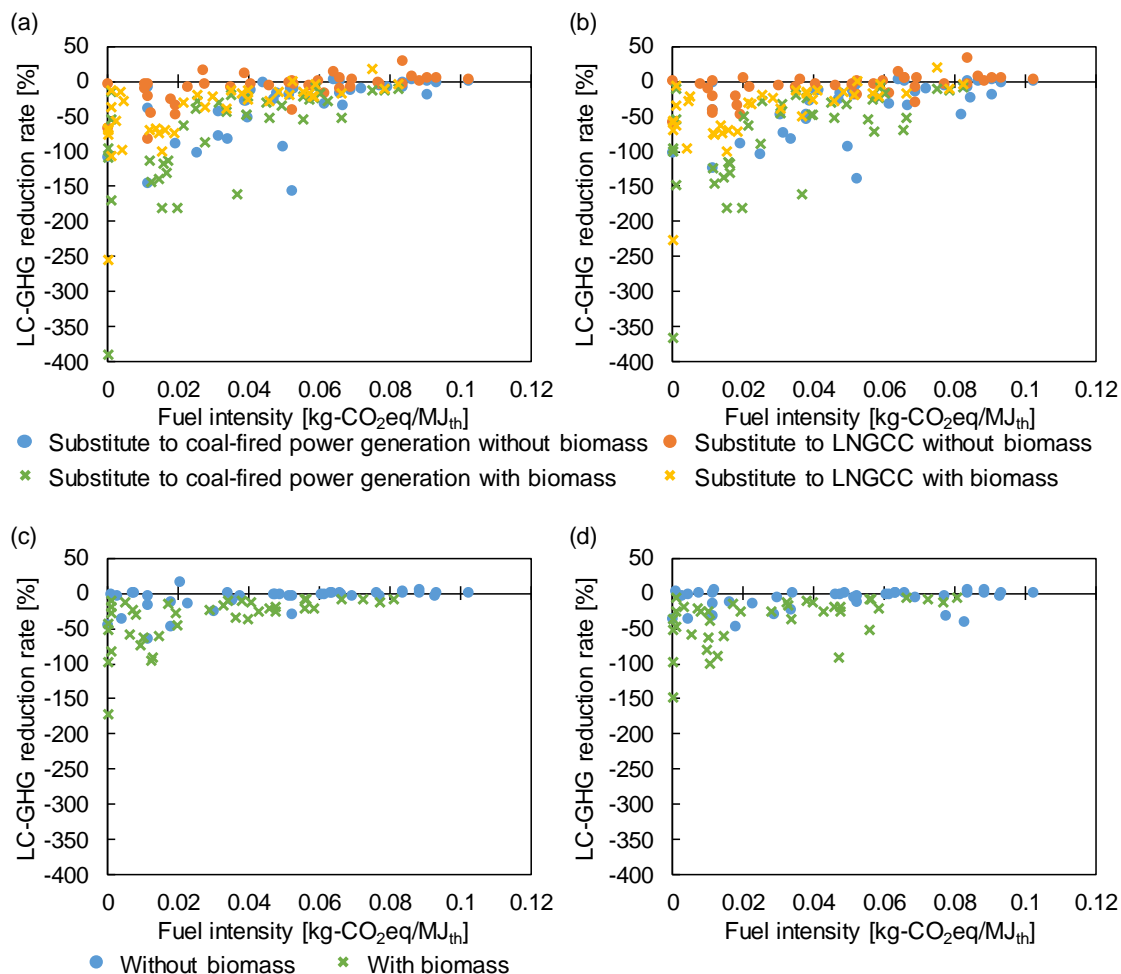 (a)
50
0
-50
-100
-150
-200
-250
-300
-350
-400
LC-GHG reduction rate [%]
0 0.02 0.04 0.06 0.08 0.1 0.12
Fuel intensity [kg-CO₂eq/MJth]
(b)
50
0
-50
-100
-150
-200
-250
-300
-350
-400
LC-GHG reduction rate [%]
0 0.02 0.04 0.06 0.08 0.1 0.12
Fuel intensity [kg-CO₂eq/MJth]
Substitute to coal-fired power generation without biomass
Substitute to LNGCC without biomass
Substitute to coal-fired power generation with biomass
Substitute to LNGCC with biomass
(c)
50
0
-50
-100
-150
-200
-250
-300
-350
-400
LC-GHG reduction rate [%]
0 0.02 0.04 0.06 0.08 0.1 0.12
Fuel intensity [kg-CO₂eq/MJth]
(d)
50
0
-50
-100
-150
-200
-250
-300
-350
-400
LC-GHG reduction rate [%]
0 0.02 0.04 0.06 0.08 0.1 0.12
Fuel intensity [kg-CO₂eq/MJth]
Without biomass
With biomass